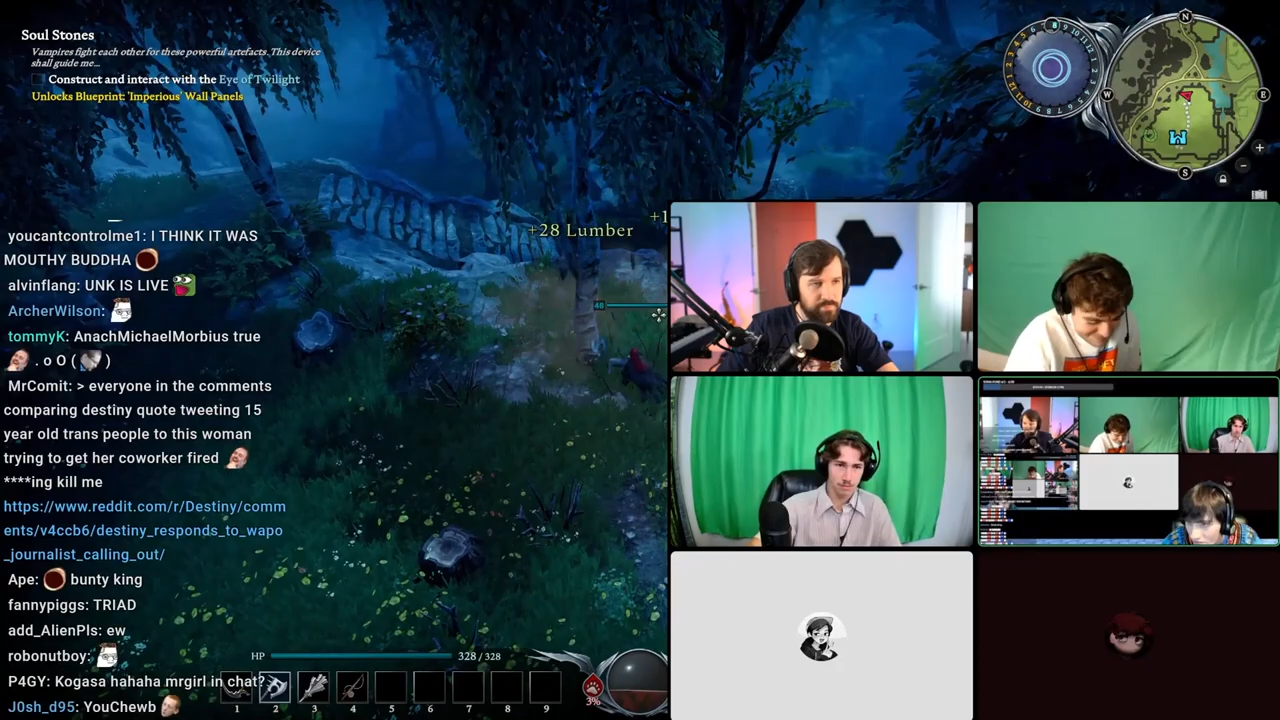 Soul Stones
Vampires fight each other for these powerful artefacts. This device
shall guide me...
Construct and interact with the Eye of Twilight
Unlocks Blueprint: 'Imperious' Wall Panels
N
W
E
S
+28 Lumber
+1
40
youcantcontrolme1: I THINK IT WAS
MOUTHY BUDDHA
alvinflang: UNK IS LIVE
ArcherWilson:
tommyK: AnachMichaelMorbius true
. o O ( )
MrComit: > everyone in the comments
comparing destiny quote tweeting 15
year old trans people to this woman
trying to get her coworker fired
****ing kill me
https://www.reddit.com/r/Destiny/comm
ents/v4ccb6/destiny_responds_to_wapo
_journalist_calling_out/
Ape: bunty king
fannypiggs: TRIAD
add_AlienPls: ew
robonutboy:
P4GY: Kogasa hahaha mrgirl in chat?
J0sh_d95: YouChewb
HP 328 / 328
1 2 3 4 5 6 7 8 9
3%